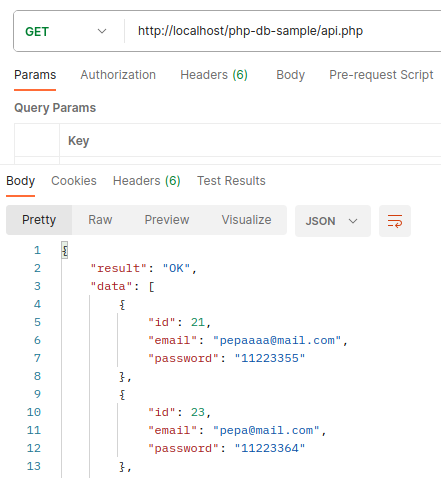 GET http://localhost/php-db-sample/api.php
Params Authorization Headers (6) Body Pre-request Script
Query Params
Key
Body Cookies Headers (6) Test Results
Pretty Raw Preview Visualize JSON
1 {
2 "result": "OK",
3 "data": [
4 {
5 "id": 21,
6 "email": "pepaaaa@mail.com",
7 "password": "11223355"
8 },
9 {
10 "id": 23,
11 "email": "pepa@mail.com",
12 "password": "11223364"
13 },